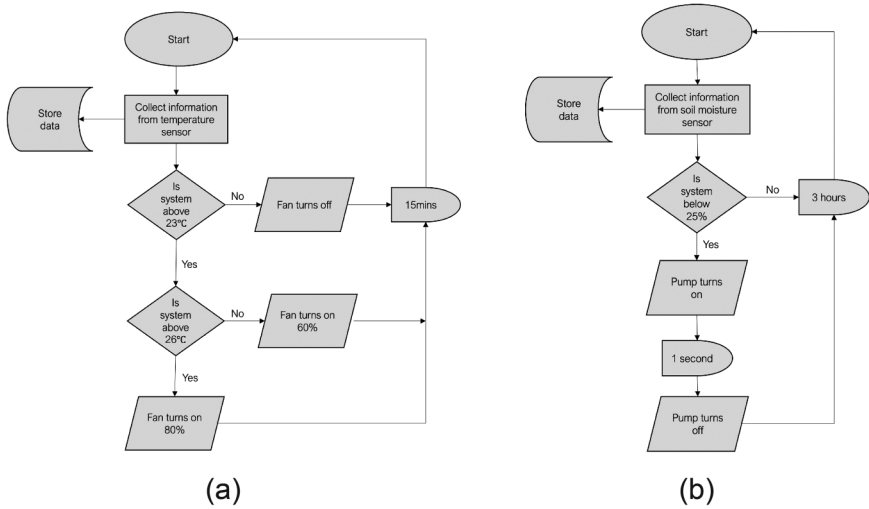 Start
Store
data
Collect information
from temperature
sensor
Is
system
above
23℃
No
Fan turns off
15mins
Yes
Is
system
above
26℃
No
Fan turns on
60%
Yes
Fan turns on
80%
(a)
Start
Store
data
Collect information
from soil moisture
sensor
Is
system
below
25%
No
3 hours
Yes
Pump turns
on
1 second
Pump turns
off
(b)